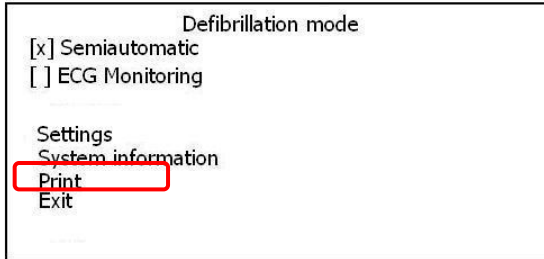 Defibrillation mode
[x] Semiautomatic
[ ] ECG Monitoring
Settings
System information
Print
Exit